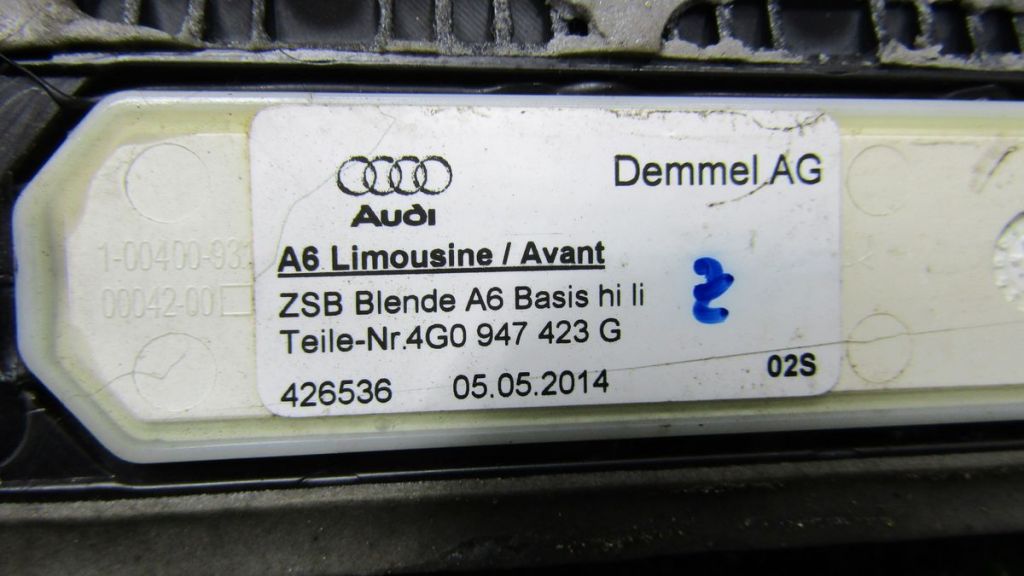 Audi
Demmel AG
A6 Limousine / Avant
ZSB Blende A6 Basis hi li
Teile-Nr.4G0 947 423 G
426536 05.05.2014
02S
1-00400-931
00042-00